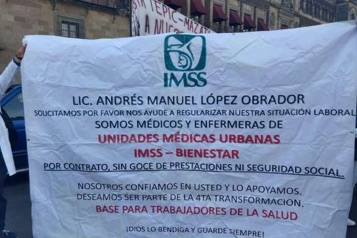 TEPIC - MAZA
IMSS
LIC. ANDRÉS MANUEL LÓPEZ OBRADOR
SOLICITAMOS POR FAVOR NOS AYUDE A REGULARIZAR NUESTRA SITUACIÓN LABORAL
SOMOS MÉDICOS Y ENFERMERAS DE
UNIDADES MÉDICAS URBANAS
IMSS – BIENESTAR
POR CONTRATO, SIN GOCE DE PRESTACIONES NI SEGURIDAD SOCIAL.
NOSOTROS CONFIAMOS EN USTED Y LO APOYAMOS.
DESEAMOS SER PARTE DE LA 4TA TRANSFORMACIÓN.
BASE PARA TRABAJADORES DE LA SALUD
¡DIOS LO BENDIGA Y GUARDE SIEMPRE!